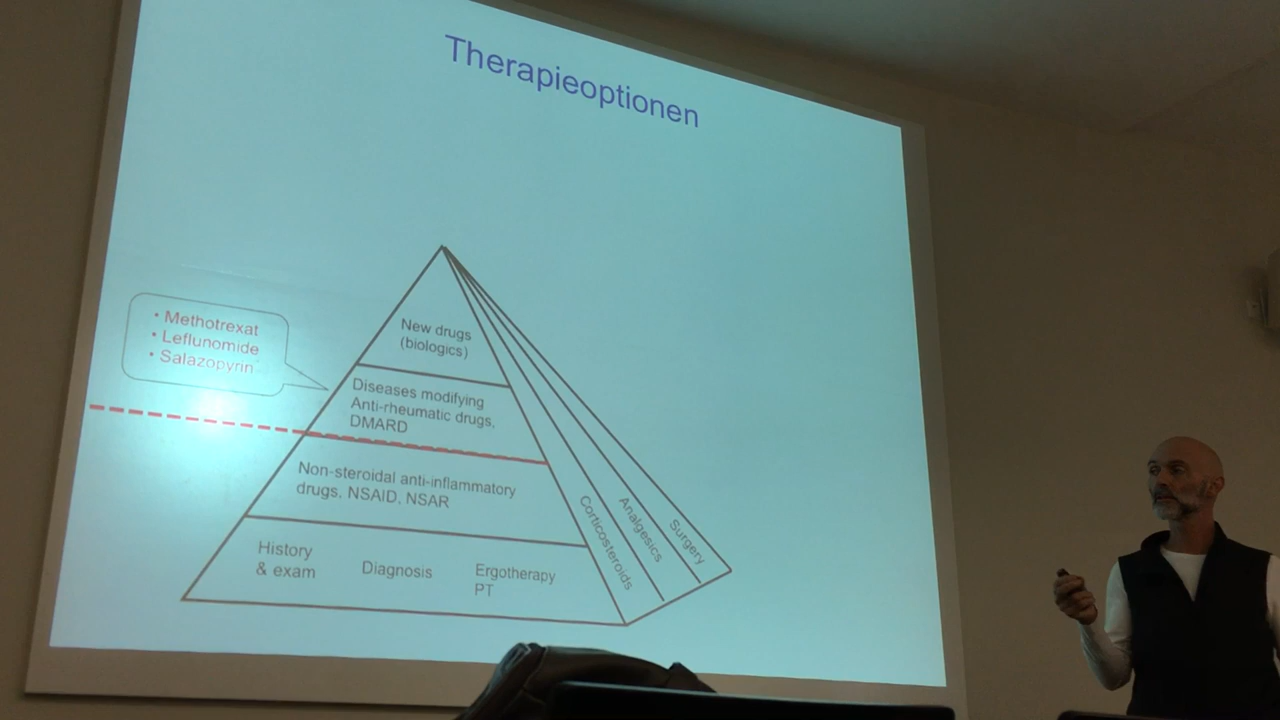 Therapieoptionen
• Methotrexat
• Leflunomide
• Salazopyrin
New drugs
(biologics)
Diseases modifying
Anti-rheumatic drugs,
DMARD
Non-steroidal anti-inflammatory
drugs, NSAID, NSAR
History
& exam
Diagnosis
Ergotherapy
PT
Corticosteroids
Analgesics
Surgery